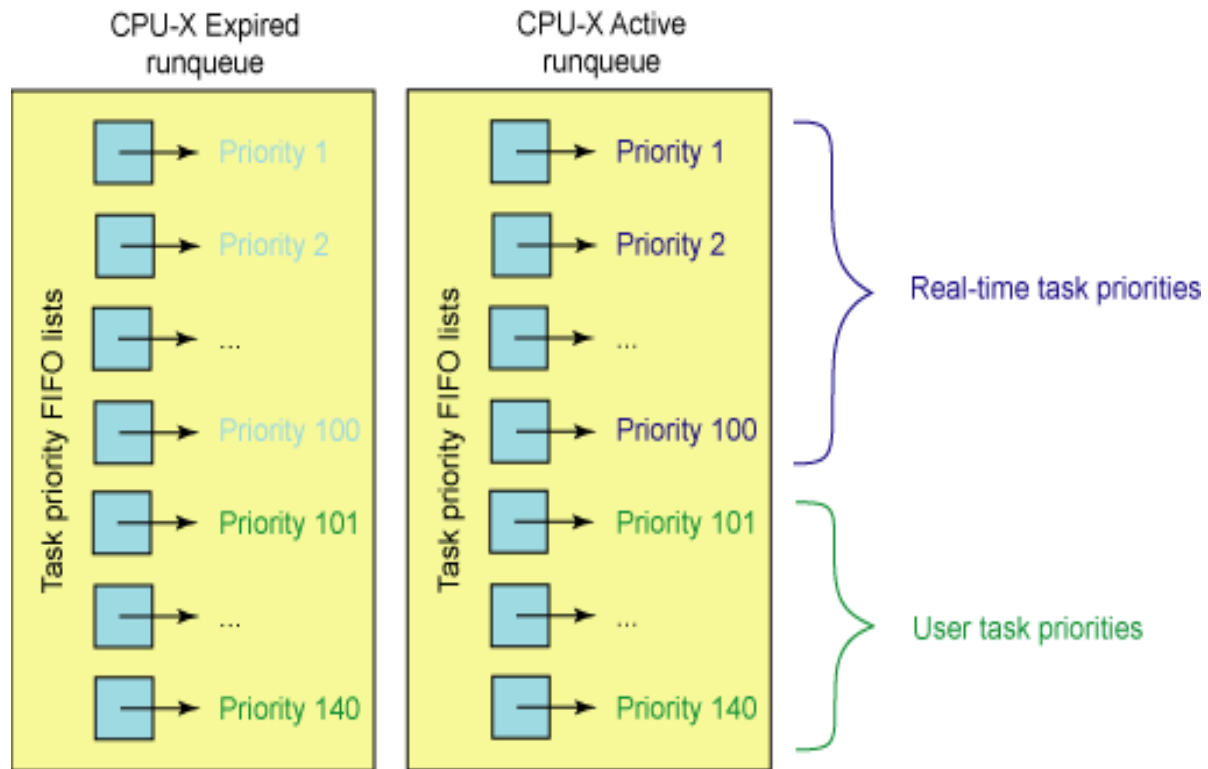 CPU-X Expired
runqueue
Task priority FIFO lists
Priority 1
Priority 2
...
Priority 100
Priority 101
...
Priority 140
CPU-X Active
runqueue
Task priority FIFO lists
Priority 1
Priority 2
...
Priority 100
Priority 101
...
Priority 140
Real-time task priorities
User task priorities